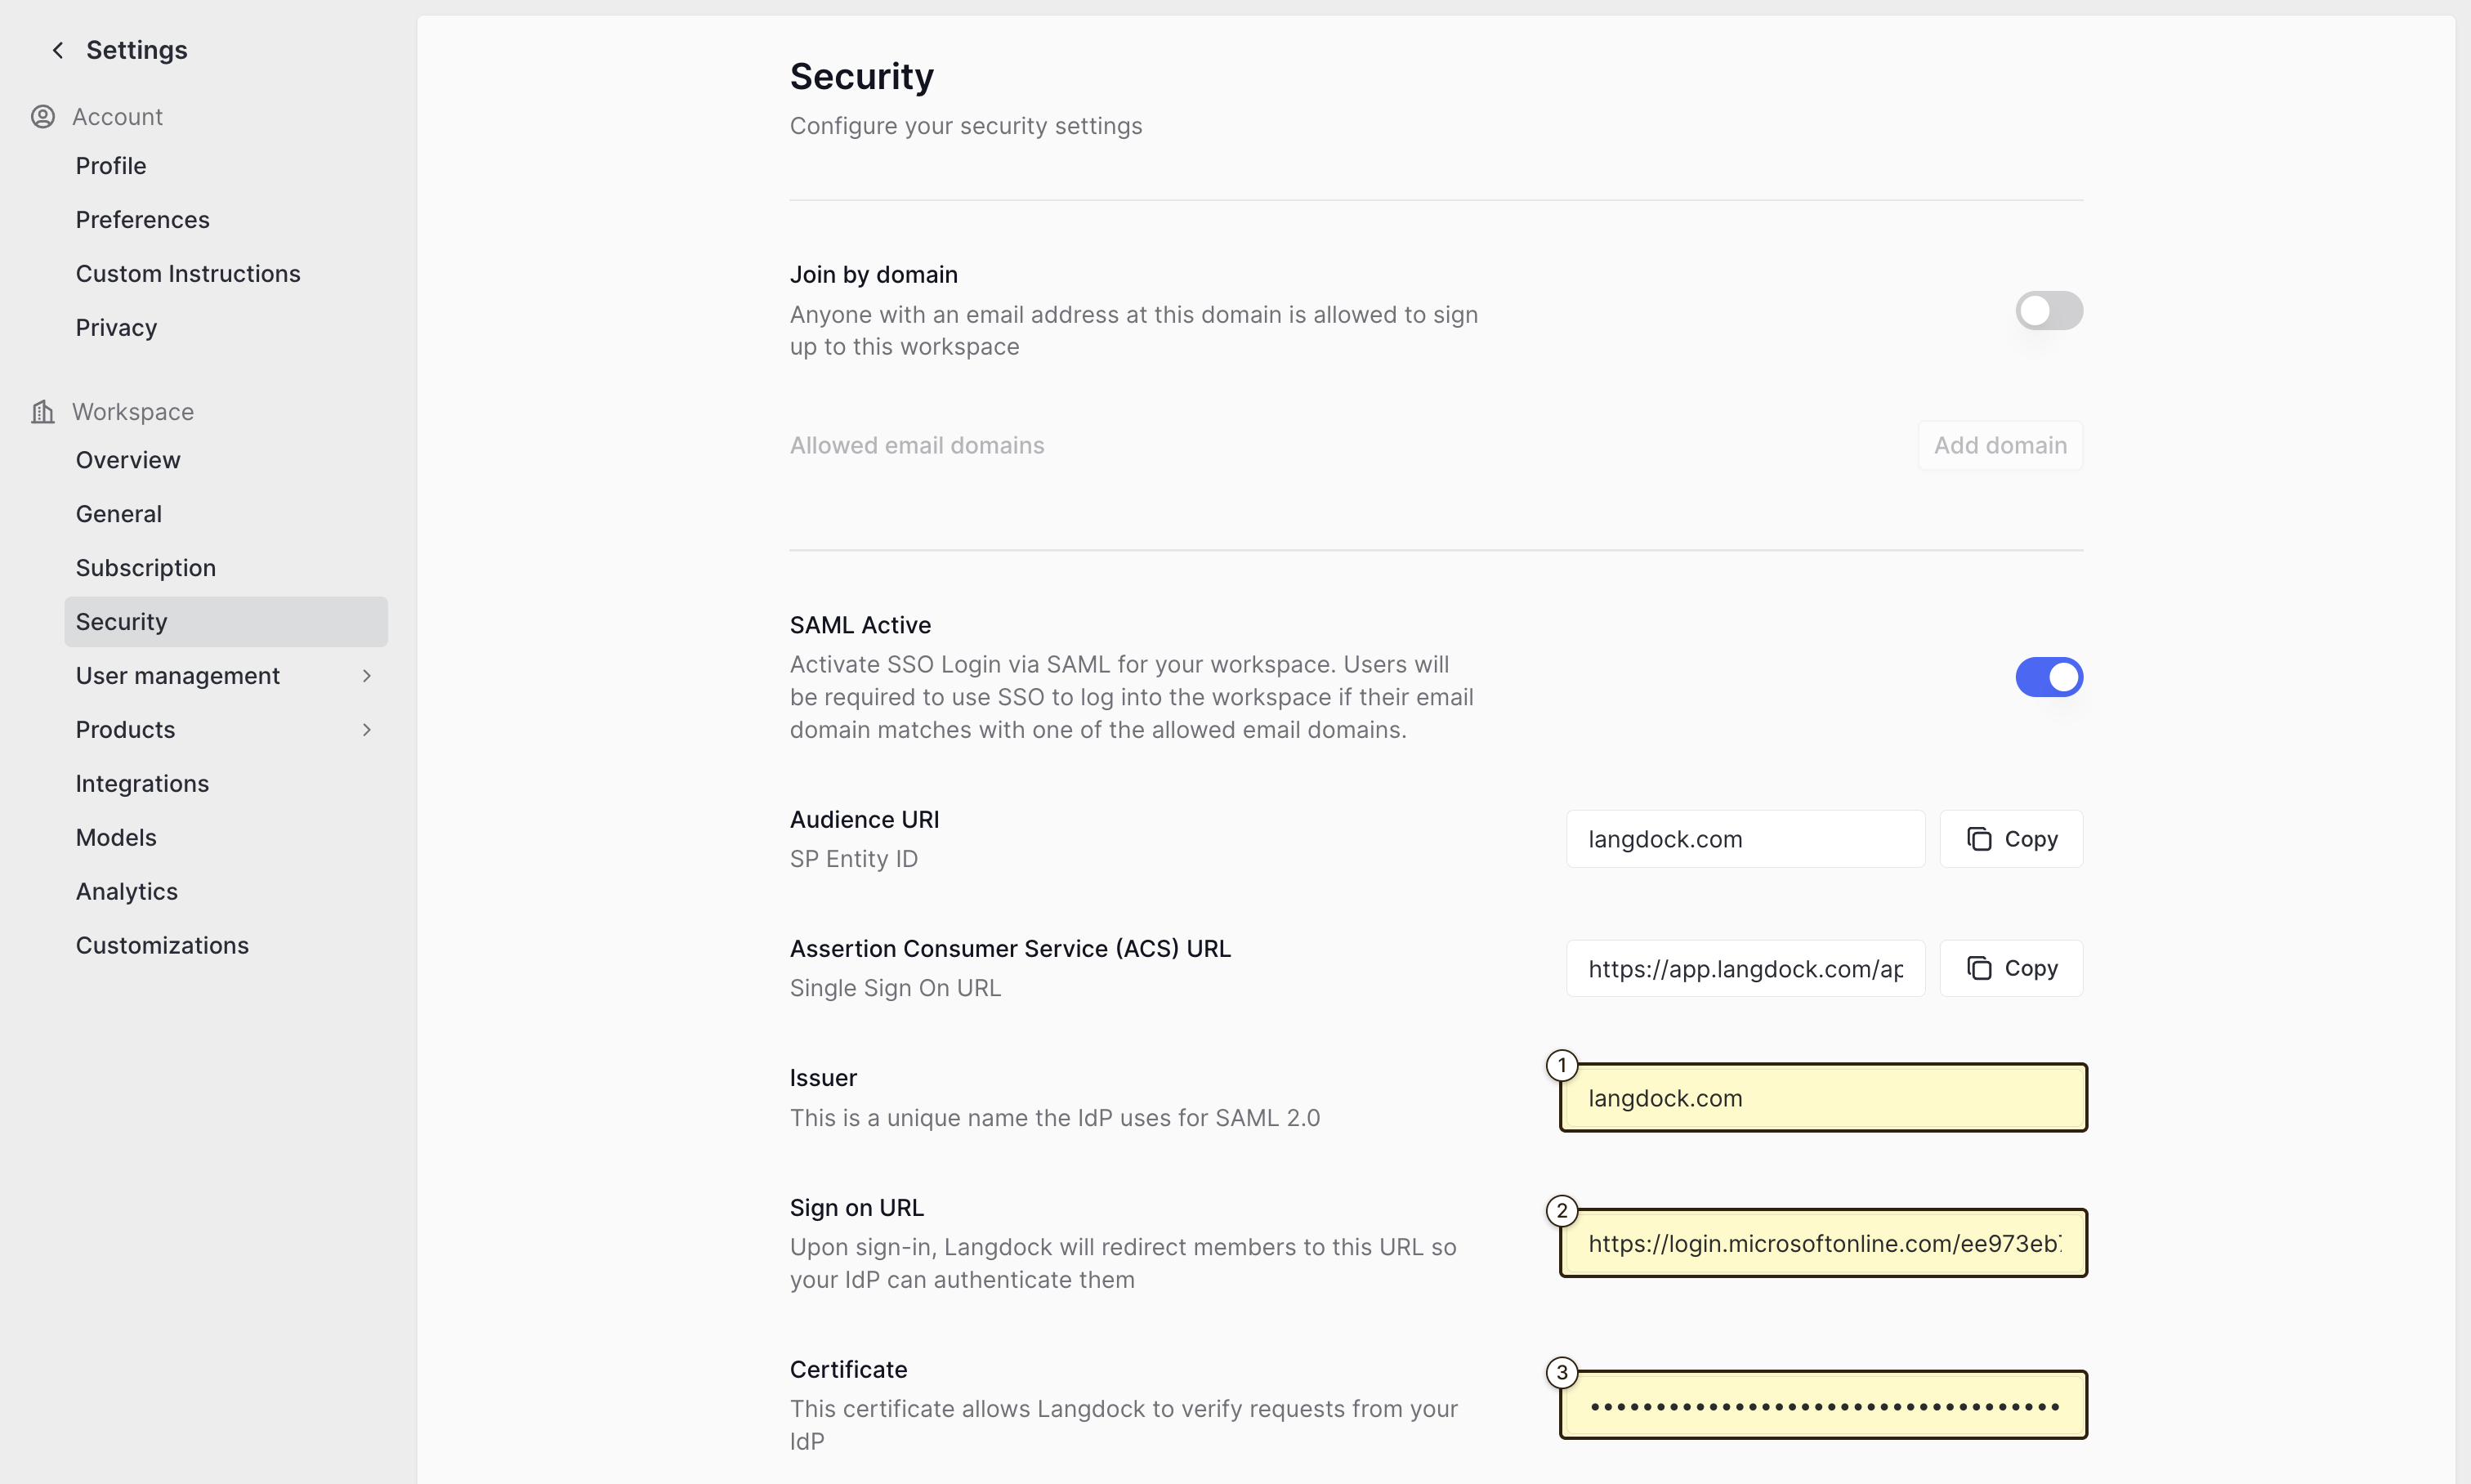 Settings
Account
Profile
Preferences
Custom Instructions
Privacy
Workspace
Overview
General
Subscription
Security
User management
Products
Integrations
Models
Analytics
Customizations
Security
Configure your security settings
Join by domain
Anyone with an email address at this domain is allowed to sign
up to this workspace
Allowed email domains
Add domain
SAML Active
Activate SSO Login via SAML for your workspace. Users will
be required to use SSO to log into the workspace if their email
domain matches with one of the allowed email domains.
Audience URI
SP Entity ID
langdock.com
Copy
Assertion Consumer Service (ACS) URL
Single Sign On URL
https://app.langdock.com/ap
Copy
Issuer
This is a unique name the IdP uses for SAML 2.0
1
langdock.com
Sign on URL
Upon sign-in, Langdock will redirect members to this URL so
your IdP can authenticate them
2
https://login.microsoftonline.com/ee973eb7
Certificate
This certificate allows Langdock to verify requests from your
IdP
3
••••••••••••••••••••••••••••••••••••